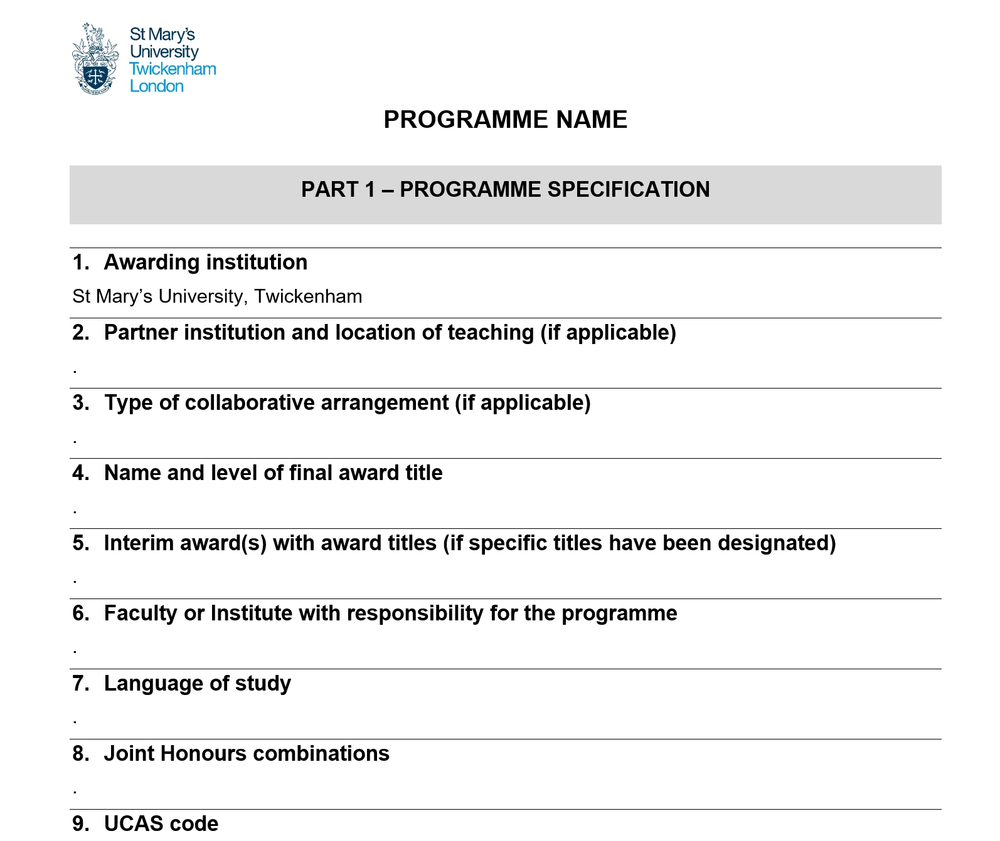 St Mary’s
University
Twickenham
London
PROGRAMME NAME
PART 1 – PROGRAMME SPECIFICATION
1. Awarding institution
St Mary’s University, Twickenham
2. Partner institution and location of teaching (if applicable)
.
3. Type of collaborative arrangement (if applicable)
.
4. Name and level of final award title
.
5. Interim award(s) with award titles (if specific titles have been designated)
.
6. Faculty or Institute with responsibility for the programme
.
7. Language of study
.
8. Joint Honours combinations
.
9. UCAS code